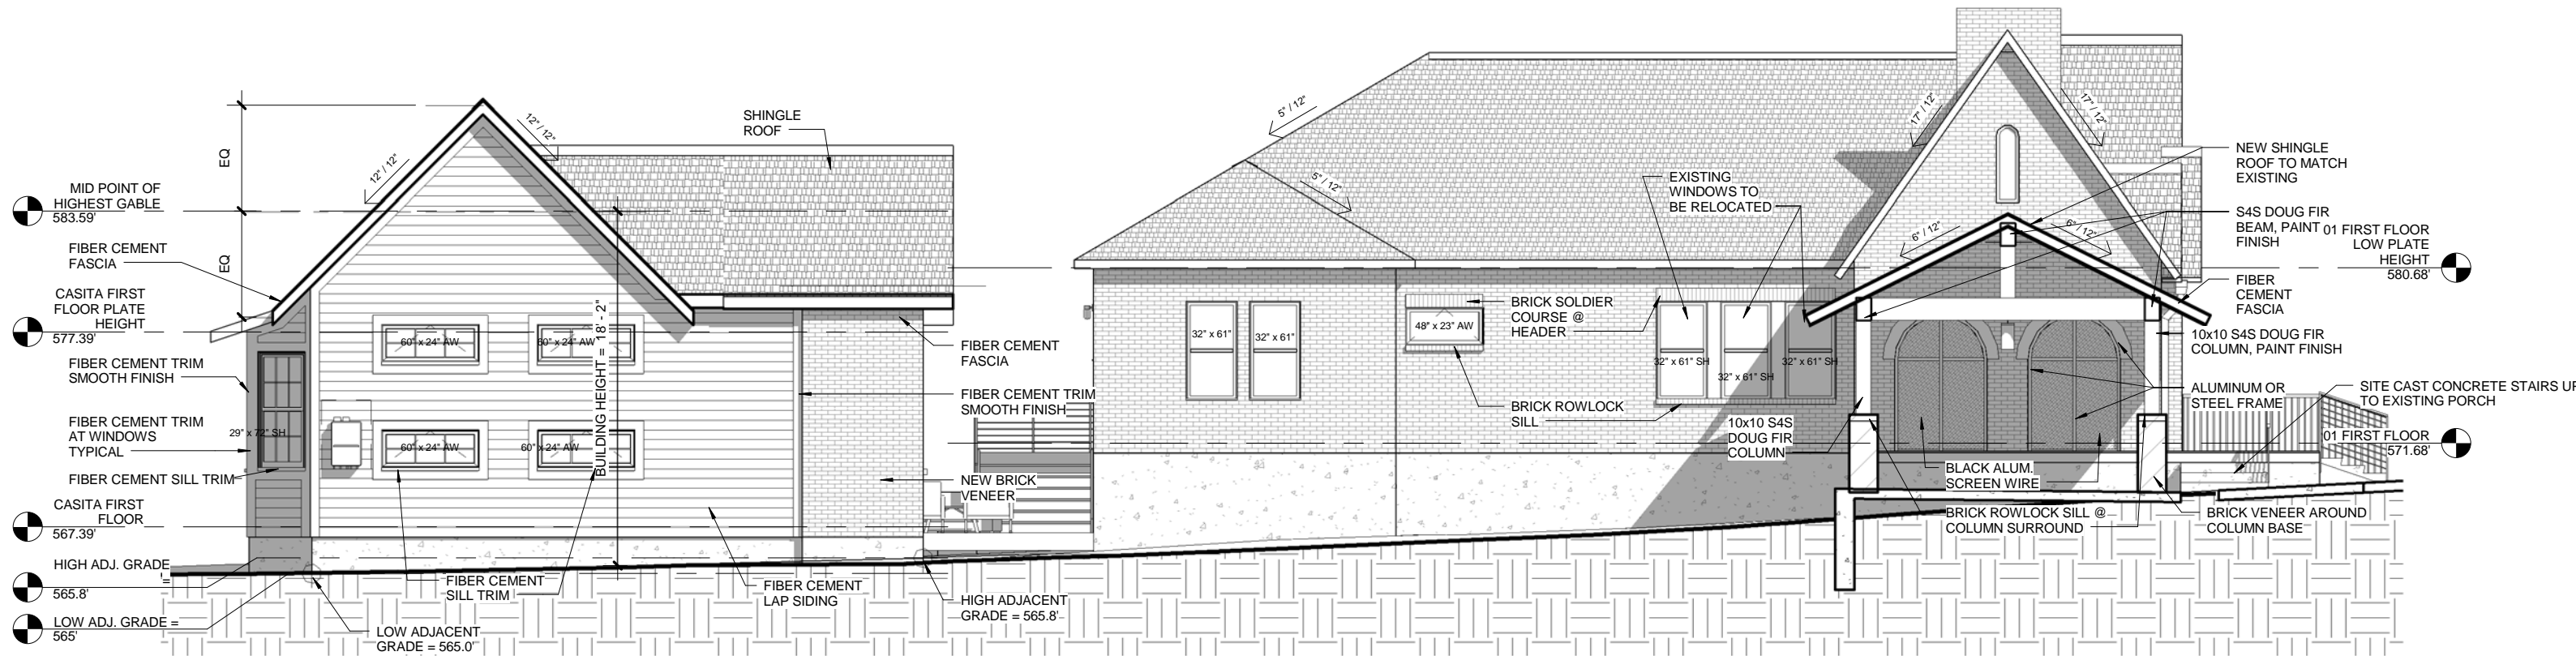 EQ
EQ
MID POINT OF
HIGHEST GABLE
583.59'
FIBER CEMENT
FASCIA
CASITA FIRST
FLOOR PLATE
HEIGHT
577.39'
FIBER CEMENT TRIM
SMOOTH FINISH
FIBER CEMENT TRIM
AT WINDOWS
TYPICAL
FIBER CEMENT SILL TRIM
CASITA FIRST
FLOOR
567.39'
HIGH ADJ. GRADE
=
565.8'
LOW ADJ. GRADE =
565'
12" / 12"
12" / 12"
SHINGLE
ROOF
29" x 72" SH
60" x 24" AW
60" x 24" AW
60" x 24" AW
60" x 24" AW
BUILDING HEIGHT = 18' - 2"
FIBER CEMENT
FASCIA
FIBER CEMENT TRIM
SMOOTH FINISH
NEW BRICK
VENEER
FIBER CEMENT
SILL TRIM
FIBER CEMENT
LAP SIDING
LOW ADJACENT
GRADE = 565.0'
HIGH ADJACENT
GRADE = 565.8'
5" / 12"
5" / 12"
32" x 61"
32" x 61"
48" x 23" AW
BRICK SOLDIER
COURSE @
HEADER
BRICK ROWLOCK
SILL
EXISTING
WINDOWS TO
BE RELOCATED
32" x 61" SH
32" x 61" SH
32" x 61" SH
10x10 S4S
DOUG FIR
COLUMN
17" / 12"
17" / 12"
6" / 12"
6" / 12"
BLACK ALUM.
SCREEN WIRE
BRICK ROWLOCK SILL @
COLUMN SURROUND
NEW SHINGLE
ROOF TO MATCH
EXISTING
S4S DOUG FIR
BEAM, PAINT
FINISH
01 FIRST FLOOR
LOW PLATE
HEIGHT
580.68'
FIBER
CEMENT
FASCIA
10x10 S4S DOUG FIR
COLUMN, PAINT FINISH
ALUMINUM OR
STEEL FRAME
SITE CAST CONCRETE STAIRS UP
TO EXISTING PORCH
01 FIRST FLOOR
571.68'
BRICK VENEER AROUND
COLUMN BASE